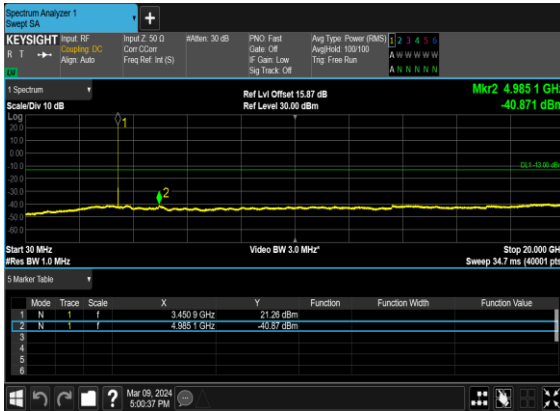 Spectrum Analyzer 1
Swept SA
+
KEYSIGHT Input: RF Input Z: 50 Ω #Atten: 30 dB PNO: Fast Avg Type: Power (RMS) 1 2 3 4 5 6
R T Coupling: DC Corr CCorr Gate: Off Avg|Hold: 100/100 A W W W W W
Align: Auto Freq Ref: Int (S) IF Gain: Low Trig: Free Run
Sig Track: Off A N N N N N
1 Spectrum Ref Lvl Offset 15.87 dB Mkr2 4.985 1 GHz
Scale/Div 10 dB Ref Level 30.00 dBm -40.871 dBm
Log
20.0
10.0
0.00
-10.0
-20.0
-30.0
-40.0
-50.0
-60.0
1
2
DL1 -13.00 dBm
Start 30 MHz Video BW 3.0 MHz* Stop 20.000 GH
#Res BW 1.0 MHz Sweep 34.7 ms (40001 pts
5 Marker Table
Mode Trace Scale X Y Function Function Width Function Value
1 N 1 f 3.450 9 GHz 21.26 dBm
2 N 1 f 4.985 1 GHz -40.87 dBm
3
4
5
6
? Mar 09, 2024
5:00:37 PM